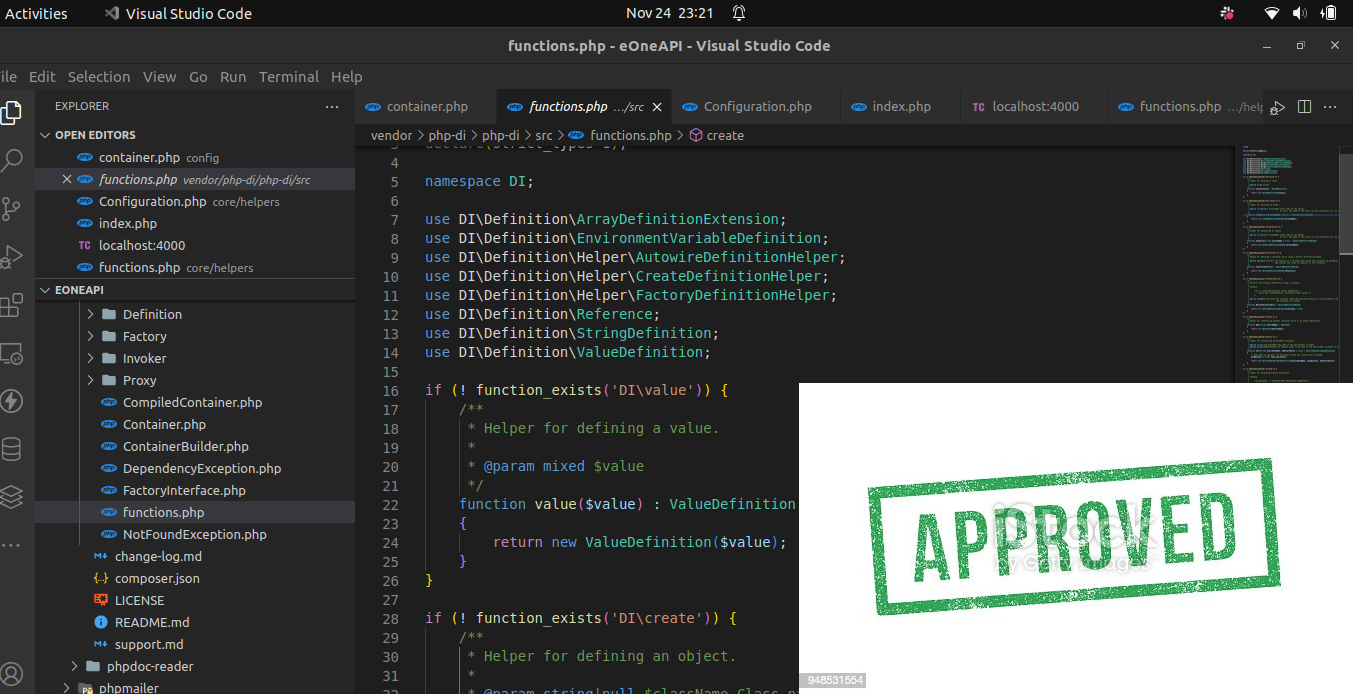 Activities
Visual Studio Code
Nov 24 23:21
functions.php - eOneAPI - Visual Studio Code
ile Edit Selection View Go Run Terminal Help
EXPLORER
OPEN EDITORS
container.php config
functions.php vendor/php-di/php-di/src
Configuration.php core/helpers
index.php
TC localhost:4000
functions.php core/helpers
EONEAPI
Definition
Factory
Invoker
Proxy
CompiledContainer.php
Container.php
ContainerBuilder.php
DependencyException.php
FactoryInterface.php
functions.php
NotFoundException.php
change-log.md
composer.json
LICENSE
README.md
support.md
phpdoc-reader
phpmailer
container.php
functions.php .../src
Configuration.php
index.php
TC localhost:4000
functions.php .../help
vendor > php-di > php-di > src > functions.php > create
3 declare(strict_types=1);
4
5 namespace DI;
6
7 use DI\Definition\ArrayDefinitionExtension;
8 use DI\Definition\EnvironmentVariableDefinition;
9 use DI\Definition\Helper\AutowireDefinitionHelper;
10 use DI\Definition\Helper\CreateDefinitionHelper;
11 use DI\Definition\Helper\FactoryDefinitionHelper;
12 use DI\Definition\Reference;
13 use DI\Definition\StringDefinition;
14 use DI\Definition\ValueDefinition;
15
16 if (! function_exists('DI\value')) {
17 /**
18 * Helper for defining a value.
19 *
20 * @param mixed $value
21 */
22 function value($value) : ValueDefinition
23 {
24 return new ValueDefinition($value);
25 }
26 }
27
28 if (! function_exists('DI\create')) {
29 /**
30 * Helper for defining an object.
31 *
32 * @param string|null $className Class
APPROVED
iStock
by Getty Images
948531554